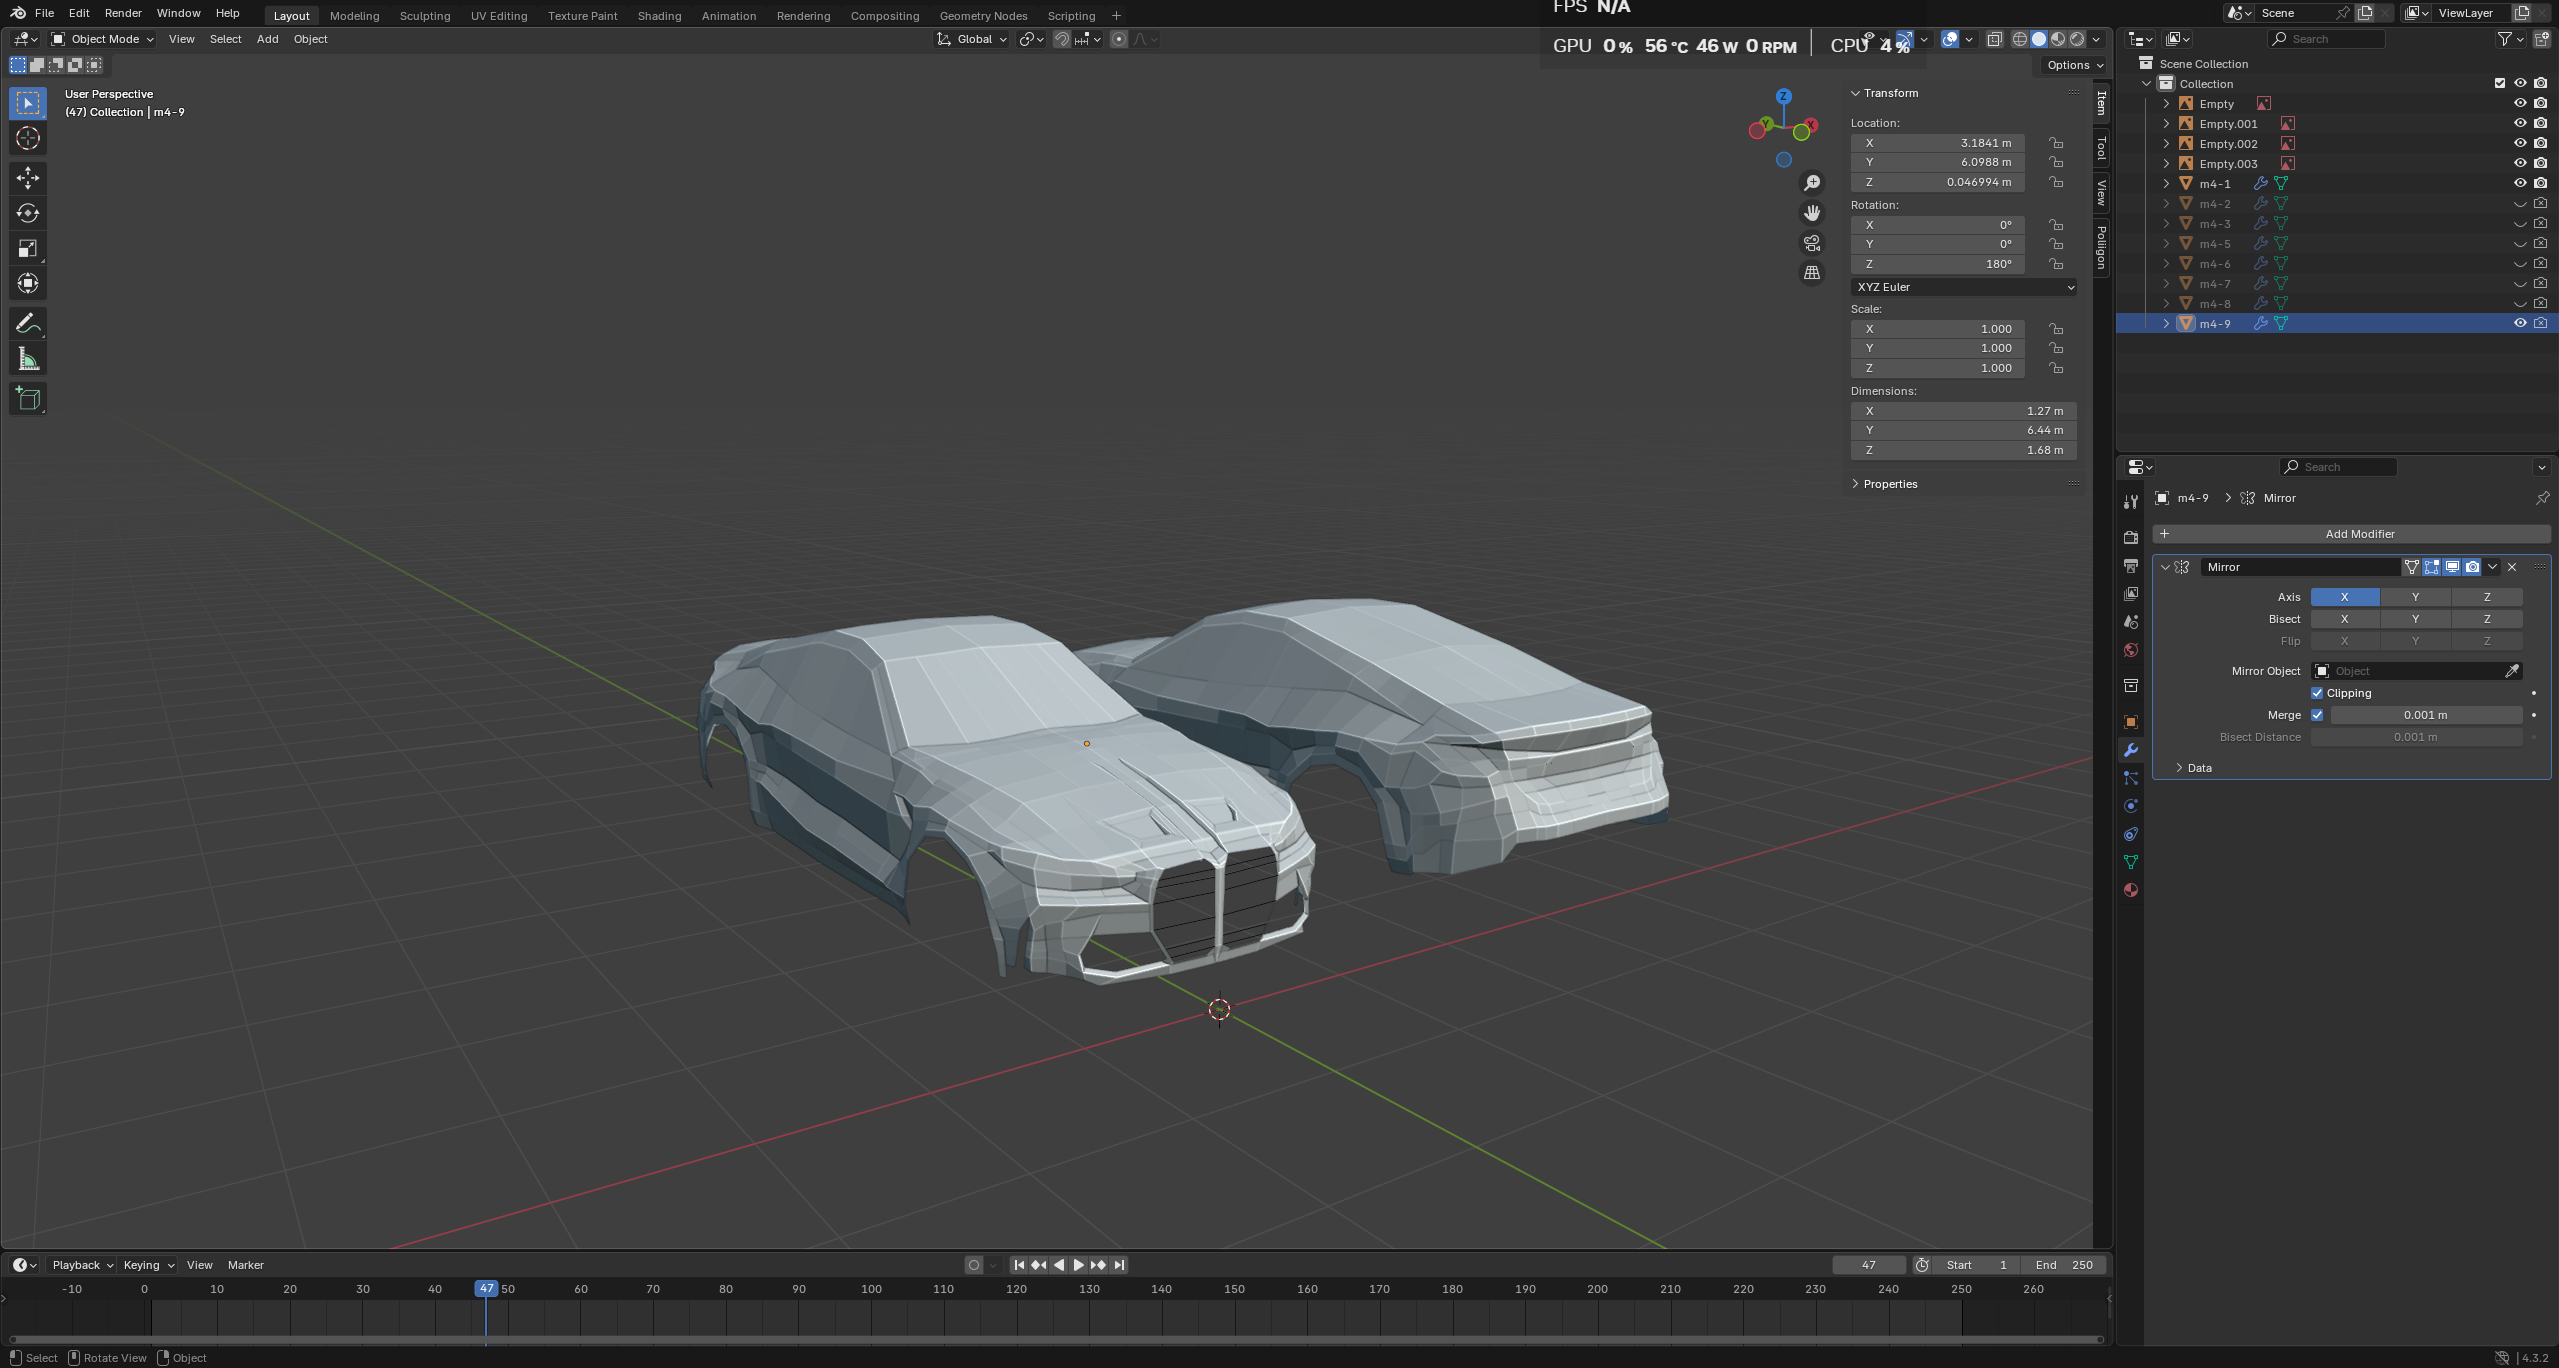 File Edit Render Window Help Layout Modeling Sculpting UV Editing Texture Paint Shading Animation Rendering Compositing Geometry Nodes Scripting +
FPS N/A
Scene
ViewLayer
Object Mode View Select Add Object
Global
GPU 0 % 56 °C 46 W 0 RPM CPU 4 %
Options
Search
User Perspective
(47) Collection | m4-9
Z
Y
X
Transform
Location:
X 3.1841 m
Y 6.0988 m
Z 0.046994 m
Rotation:
X 0°
Y 0°
Z 180°
XYZ Euler
Scale:
X 1.000
Y 1.000
Z 1.000
Dimensions:
X 1.27 m
Y 6.44 m
Z 1.68 m
Properties
Item
Tool
View
Poliigon
Scene Collection
Collection
Empty
Empty.001
Empty.002
Empty.003
m4-1
m4-2
m4-3
m4-5
m4-6
m4-7
m4-8
m4-9
Search
m4-9 > Mirror
+ Add Modifier
Mirror
Axis X Y Z
Bisect X Y Z
Flip X Y Z
Mirror Object Object
Clipping
Merge 0.001 m
Bisect Distance 0.001 m
Data
Playback Keying View Marker
47 Start 1 End 250
-10 0 10 20 30 40 47 50 60 70 80 90 100 110 120 130 140 150 160 170 180 190 200 210 220 230 240 250 260
Select Rotate View Object
4.3.2